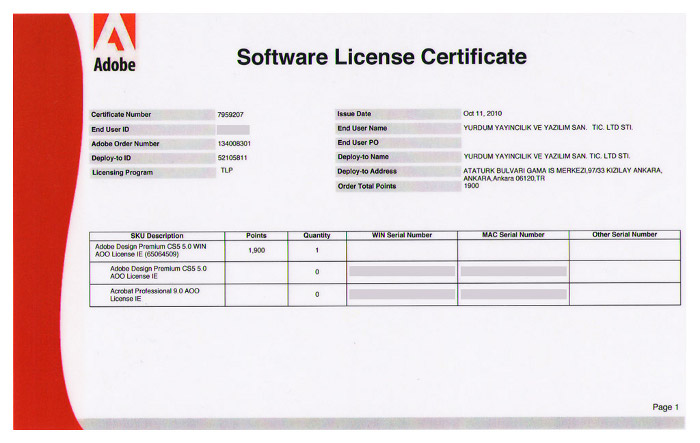 Adobe
Software License Certificate
Certificate Number 7959207
End User ID
Adobe Order Number 134008301
Deploy-to ID 52105811
Licensing Program TLP
Issue Date Oct 11, 2010
End User Name YURDUM YAYINCILIK VE YAZILIM SAN. TIC. LTD STI.
End User PO
Deploy-to Name YURDUM YAYINCILIK VE YAZILIM SAN. TIC. LTD STI.
Deploy-to Address ATATURK BULVARI GAMA IS MERKEZI,97/33 KIZILAY ANKARA,
ANKARA,Ankara 06120,TR
Order Total Points 1900
SKU Description Points Quantity WIN Serial Number MAC Serial Number Other Serial Number
Adobe Design Premium CS5 5.0 WIN
AOO License IE (65064509) 1,900 1
Adobe Design Premium CS5 5.0
AOO License IE 0
Acrobat Professional 9.0 AOO
License IE 0
Page 1